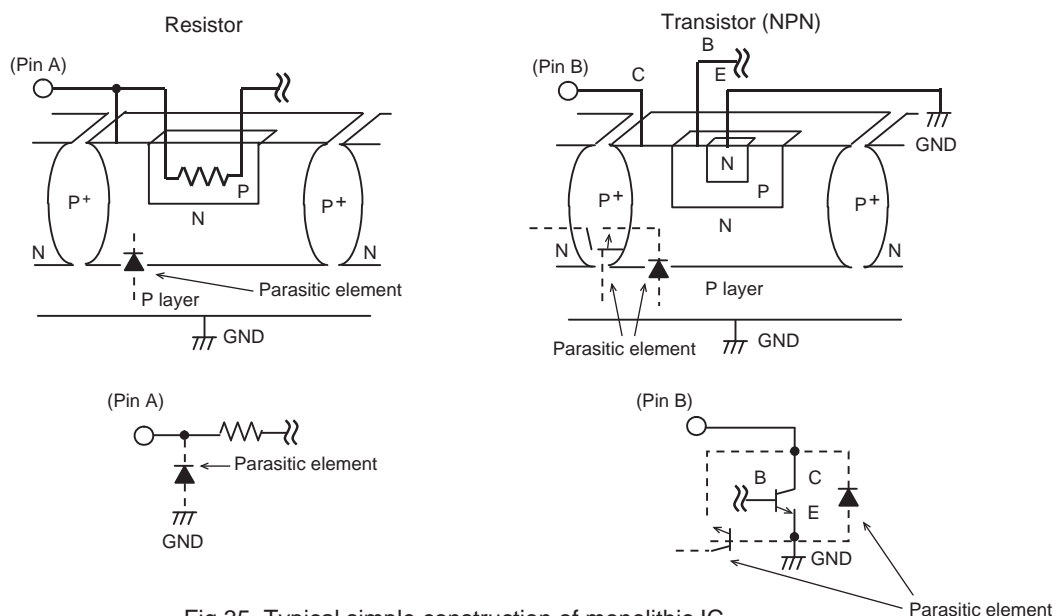 Resistor
(Pin A)
P+
P
N
P+
N
N
Parasitic element
P layer
GND
Transistor (NPN)
B
(Pin B)
C
E
GND
N
P+
P
P+
N
N
N
P layer
Parasitic element
GND
(Pin A)
Parasitic element
GND
(Pin B)
B
C
E
GND
Parasitic element
Fig.35 Typical simple construction of monolithic IC